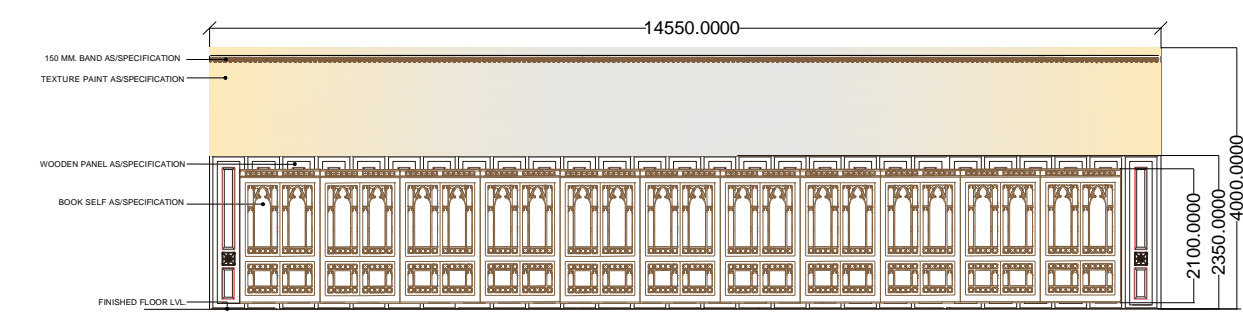 14550.0000
150 MM. BAND AS/SPECIFICATION
TEXTURE PAINT AS/SPECIFICATION
WOODEN PANEL AS/SPECIFICATION
BOOK SELF AS/SPECIFICATION
FINISHED FLOOR LVL.
2100.0000
2350.0000
4000.0000